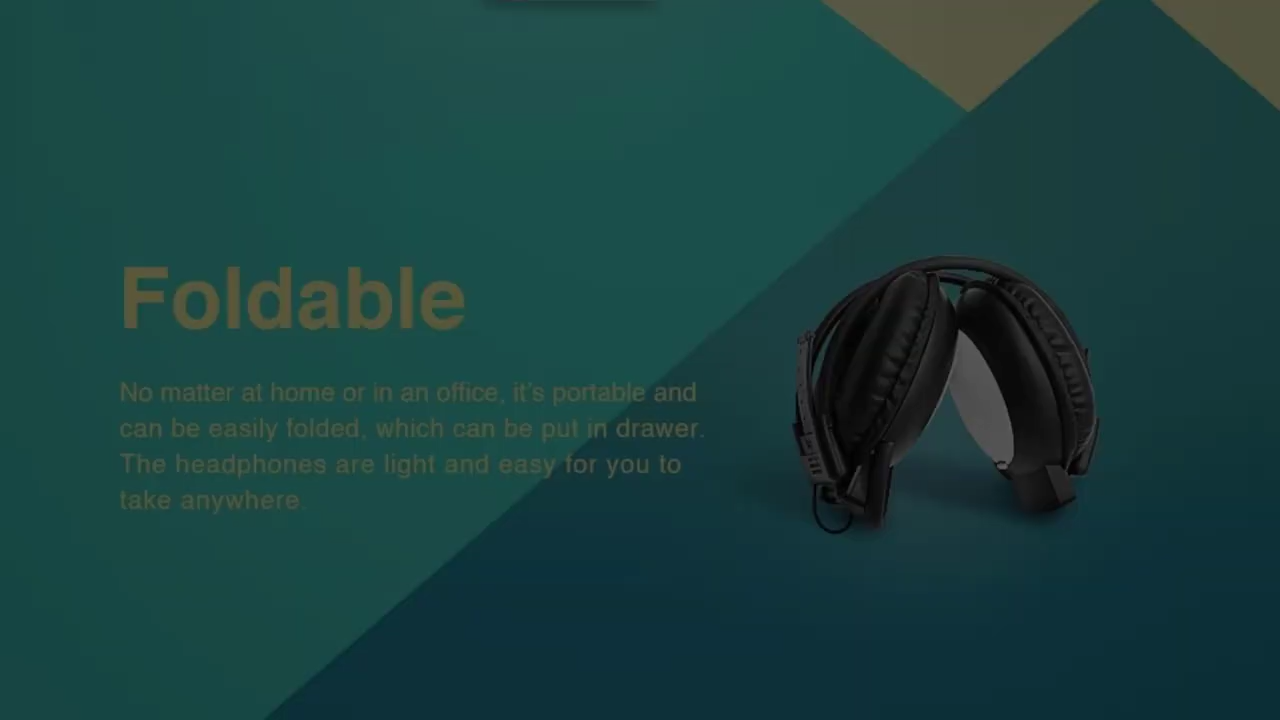 Foldable
No matter at home or in an office, it's portable and
can be easily folded, which can be put in drawer.
The headphones are light and easy for you to
take anywhere.